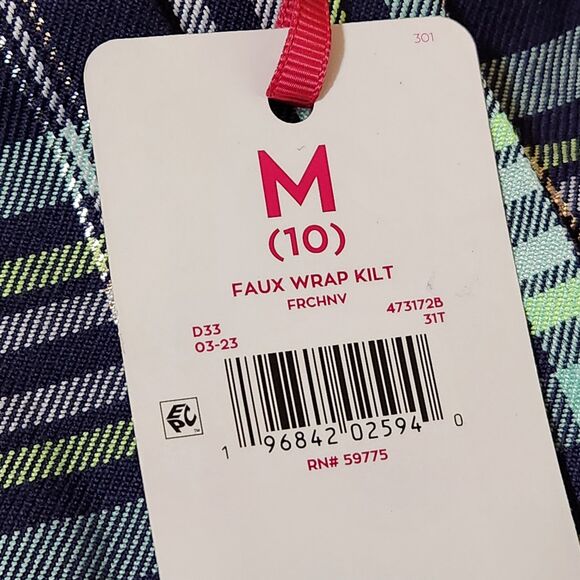 301
M
(10)
FAUX WRAP KILT
FRCHNV
D33 473172B
03-23 31T
EPC
1 96842 02594 0
RN# 59775